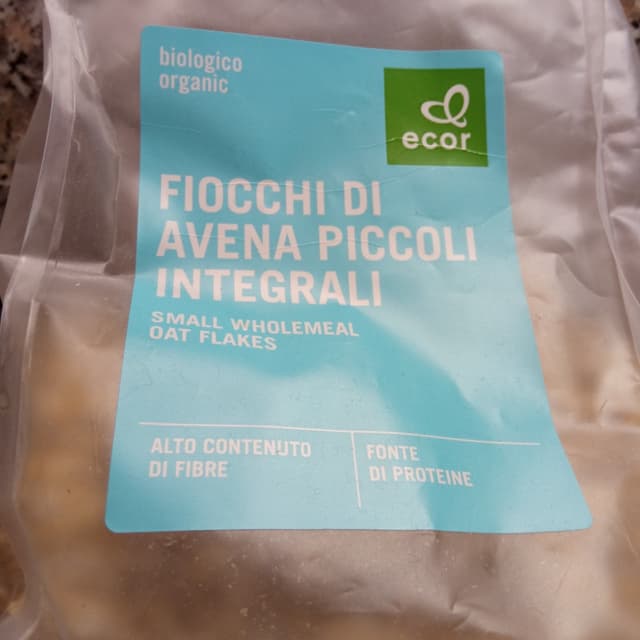 biologico
organic
ecor
FIOCCHI DI
AVENA PICCOLI
INTEGRALI
SMALL WHOLEMEAL
OAT FLAKES
ALTO CONTENUTO
DI FIBRE
FONTE
DI PROTEINE